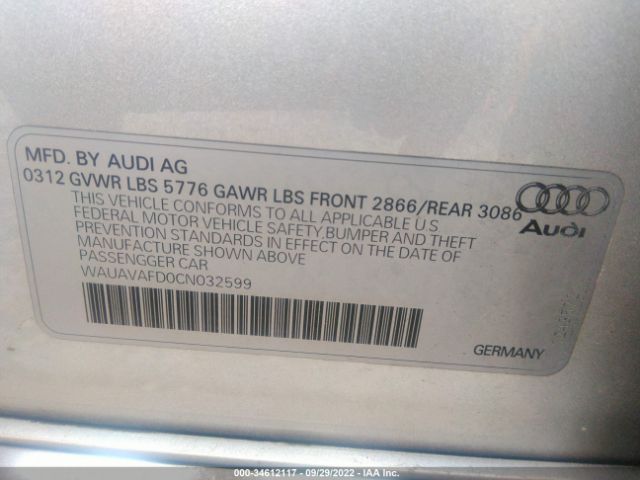 MFD. BY AUDI AG
0312 GVWR LBS 5776 GAWR LBS FRONT 2866/REAR 3086
THIS VEHICLE CONFORMS TO ALL APPLICABLE U.S
FEDERAL MOTOR VEHICLE SAFETY,BUMPER AND THEFT
PREVENTION STANDARDS IN EFFECT ON THE DATE OF
MANUFACTURE SHOWN ABOVE
PASSENGGER CAR
WAUAVAFD0CN032599
Audi
GERMANY
000-34612117 - 09/29/2022 - IAA